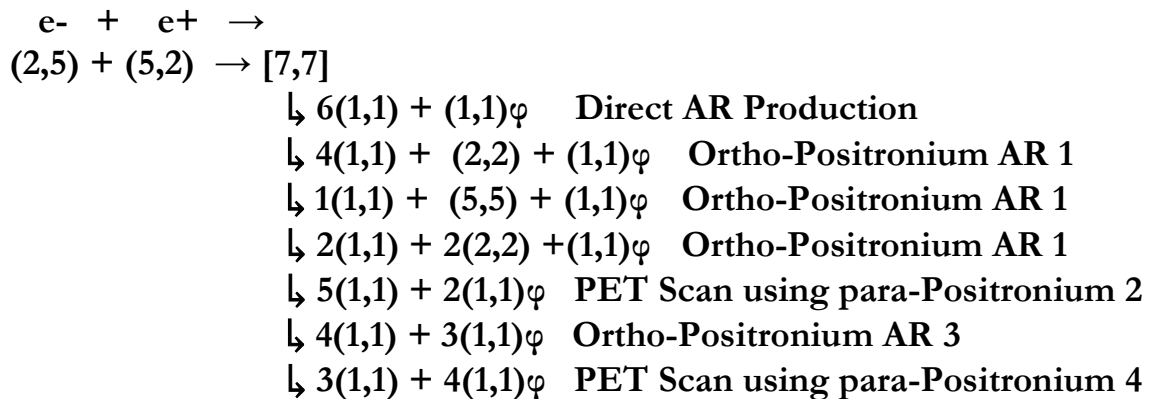 e- + e+ →
(2,5) + (5,2) → [7,7]
↳ 6(1,1) + (1,1)φ Direct AR Production
↳ 4(1,1) + (2,2) + (1,1)φ Ortho-Positronium AR 1
↳ 1(1,1) + (5,5) + (1,1)φ Ortho-Positronium AR 1
↳ 2(1,1) + 2(2,2) +(1,1)φ Ortho-Positronium AR 1
↳ 5(1,1) + 2(1,1)φ PET Scan using para-Positronium 2
↳ 4(1,1) + 3(1,1)φ Ortho-Positronium AR 3
↳ 3(1,1) + 4(1,1)φ PET Scan using para-Positronium 4